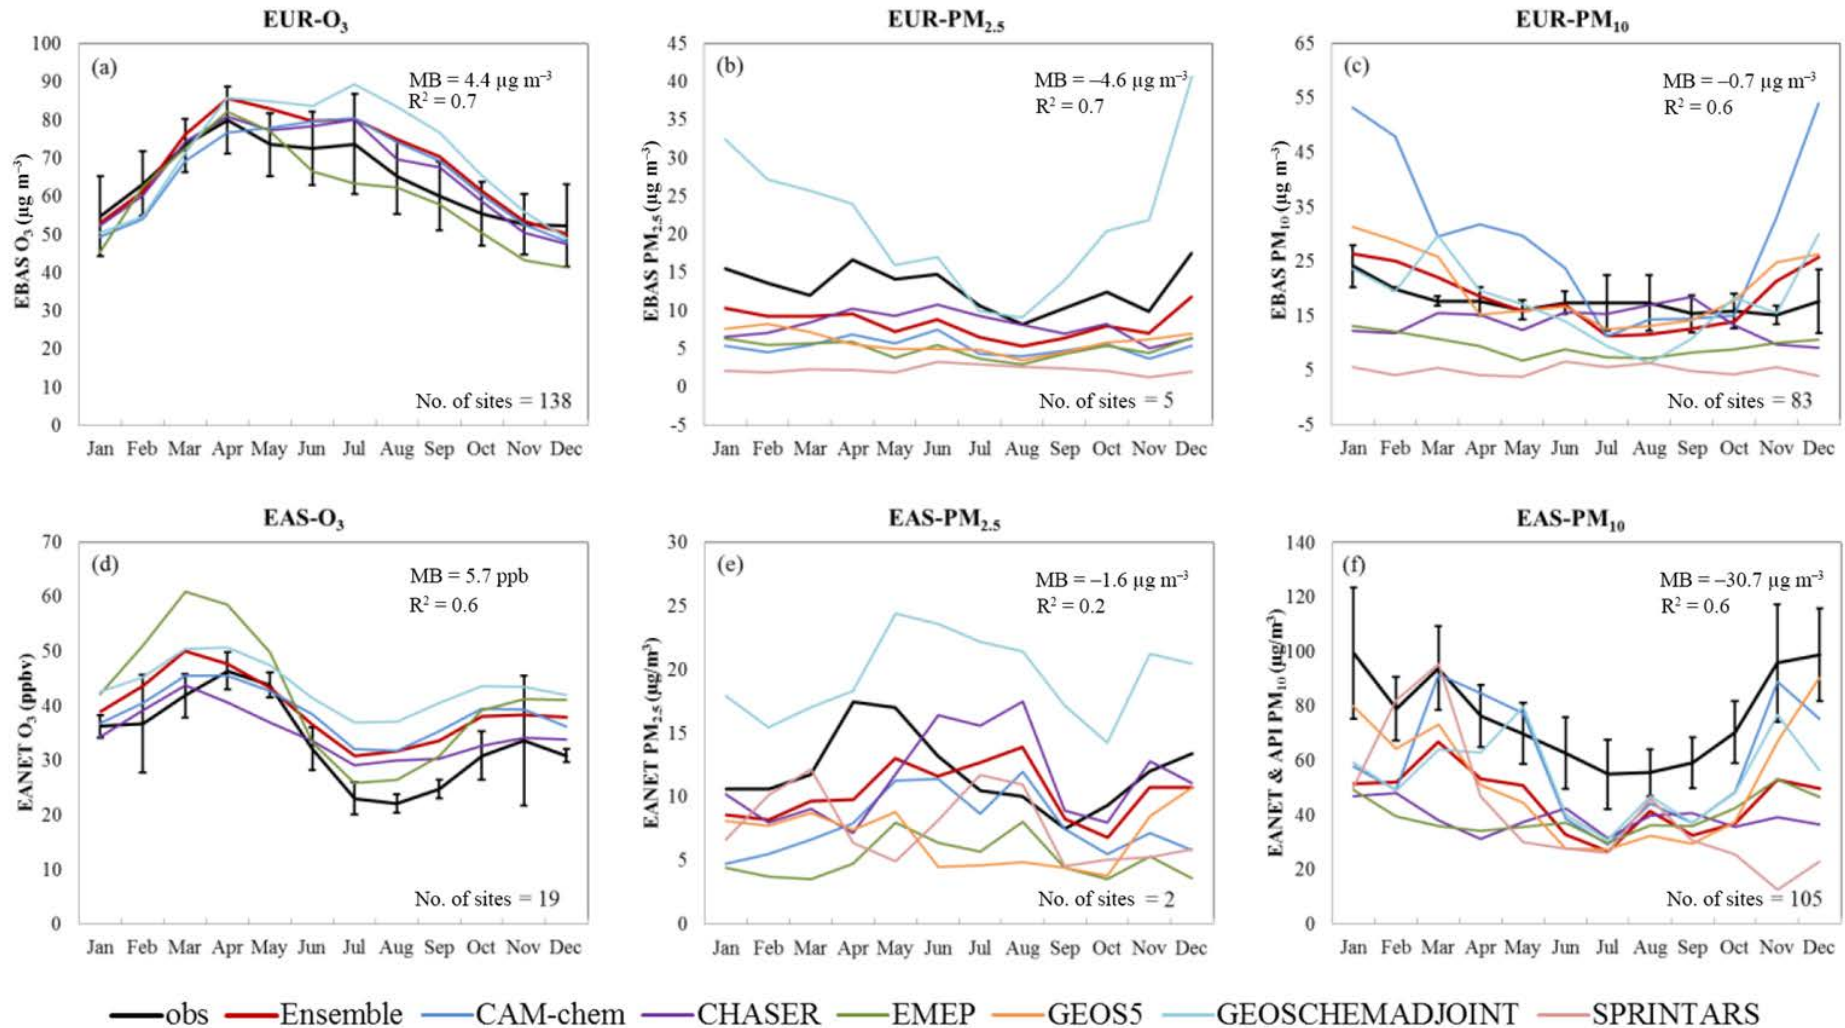 EUR-O3
(a)
MB = 4.4 µg m⁻³
R² = 0.7
EBAS O3 (µg m⁻³)
100
90
80
70
60
50
40
30
20
10
0
No. of sites = 138
Jan Feb Mar Apr May Jun Jul Aug Sep Oct Nov Dec
EUR-PM2.5
(b)
MB = –4.6 µg m⁻³
R² = 0.7
EBAS PM2.5 (µg m⁻³)
45
40
35
30
25
20
15
10
5
0
-5
No. of sites = 5
Jan Feb Mar Apr May Jun Jul Aug Sep Oct Nov Dec
EUR-PM10
(c)
MB = –0.7 µg m⁻³
R² = 0.6
EBAS PM10 (µg m⁻³)
65
55
45
35
25
15
5
-5
No. of sites = 83
Jan Feb Mar Apr May Jun Jul Aug Sep Oct Nov Dec
EAS-O3
(d)
MB = 5.7 ppb
R² = 0.6
EANET O3 (ppbv)
70
60
50
40
30
20
10
0
No. of sites = 19
Jan Feb Mar Apr May Jun Jul Aug Sep Oct Nov Dec
EAS-PM2.5
(e)
MB = –1.6 µg m⁻³
R² = 0.2
EANET PM2.5 (µg/m³)
30
25
20
15
10
5
0
No. of sites = 2
Jan Feb Mar Apr May Jun Jul Aug Sep Oct Nov Dec
EAS-PM10
(f)
MB = –30.7 µg m⁻³
R² = 0.6
EANET & API PM10 (µg/m³)
140
120
100
80
60
40
20
0
No. of sites = 105
Jan Feb Mar Apr May Jun Jul Aug Sep Oct Nov Dec
obs Ensemble CAM-chem CHASER EMEP GEOS5 GEOSCHEMADJOINT SPRINTARS